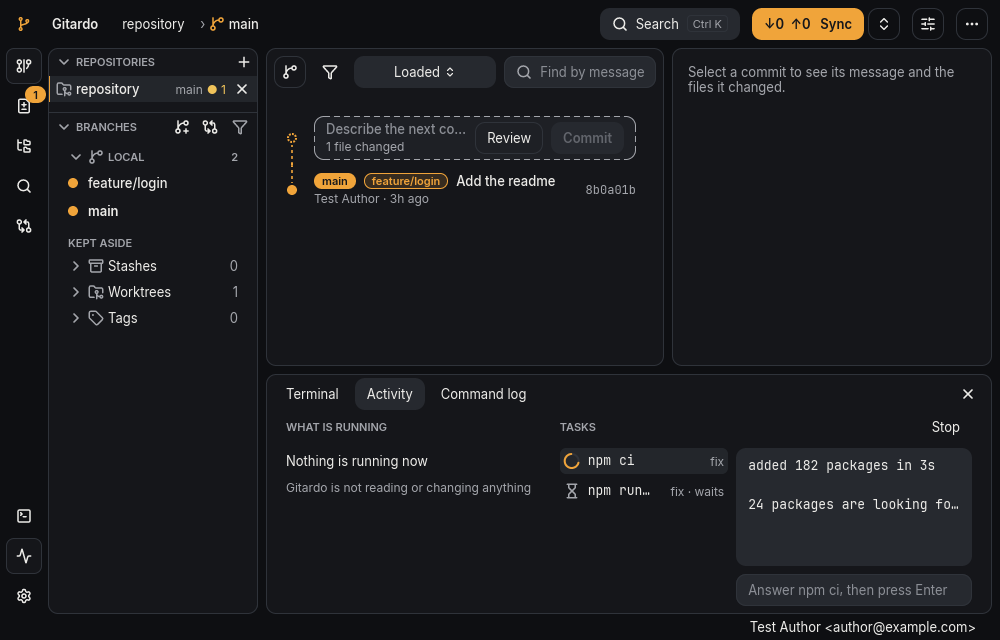 Gitardo repository › main Search Ctrl K ↓0 ↑0 Sync
REPOSITORIES
repository main 1
1
BRANCHES
LOCAL 2
feature/login
main
KEPT ASIDE
Stashes 0
Worktrees 1
Tags 0
Loaded Find by message
Describe the next co…
1 file changed
Review Commit
main feature/login Add the readme
Test Author · 3h ago
8b0a01b
Select a commit to see its message and the
files it changed.
Terminal Activity Command log
WHAT IS RUNNING
Nothing is running now
Gitardo is not reading or changing anything
TASKS
Stop
npm ci fix
npm run… fix · waits
added 182 packages in 3s
24 packages are looking fo…
Answer npm ci, then press Enter
Test Author <author@example.com>